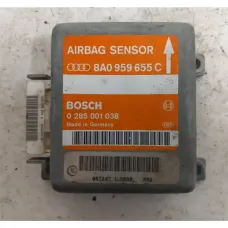 AIRBAG SENSOR
8A0 959 655 C
BOSCH
0 285 001 038
Made in Germany